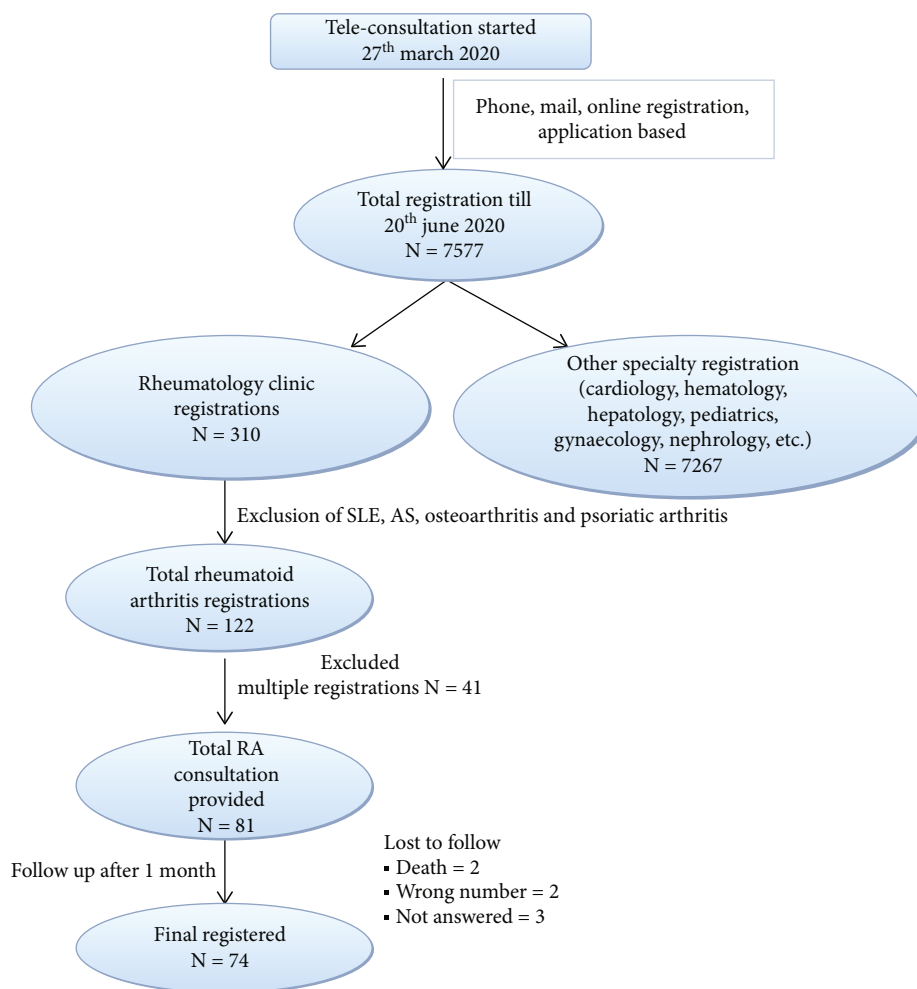 Tele-consultation started
27th march 2020
Phone, mail, online registration,
application based
Total registration till
20th june 2020
N = 7577
Rheumatology clinic
registrations
N = 310
Other specialty registration
(cardiology, hematology,
hepatology, pediatrics,
gynaecology, nephrology, etc.)
N = 7267
Exclusion of SLE, AS, osteoarthritis and psoriatic arthritis
Total rheumatoid
arthritis registrations
N = 122
Excluded
multiple registrations N = 41
Total RA
consultation
provided
N = 81
Follow up after 1 month
Lost to follow
▪ Death = 2
▪ Wrong number = 2
▪ Not answered = 3
Final registered
N = 74